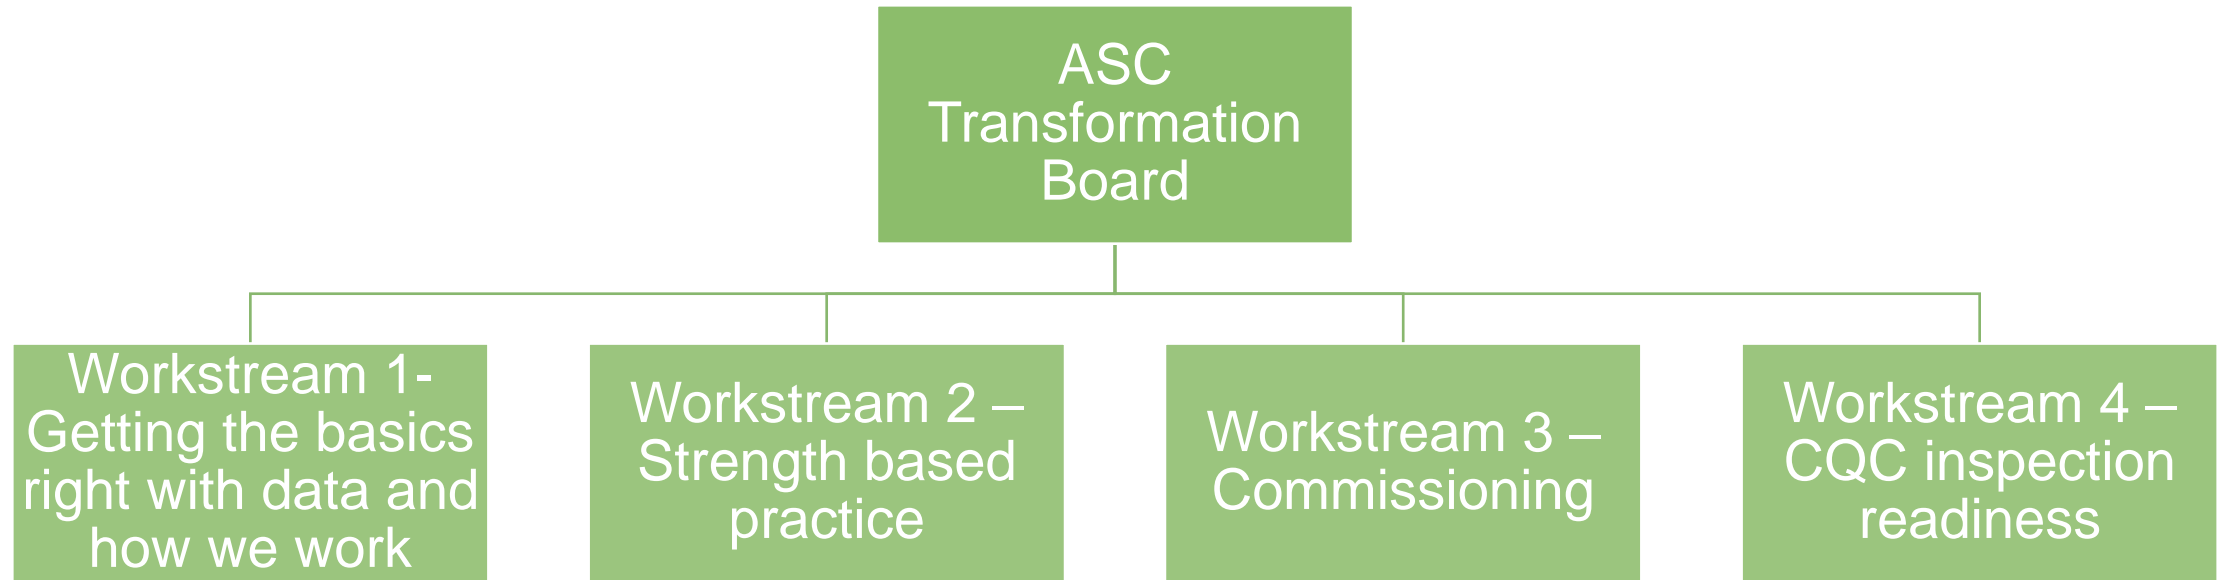 ASC
Transformation
Board
Workstream 1-
Getting the basics
right with data and
how we work
Workstream 2 –
Strength based
practice
Workstream 3 –
Commissioning
Workstream 4 –
CQC inspection
readiness